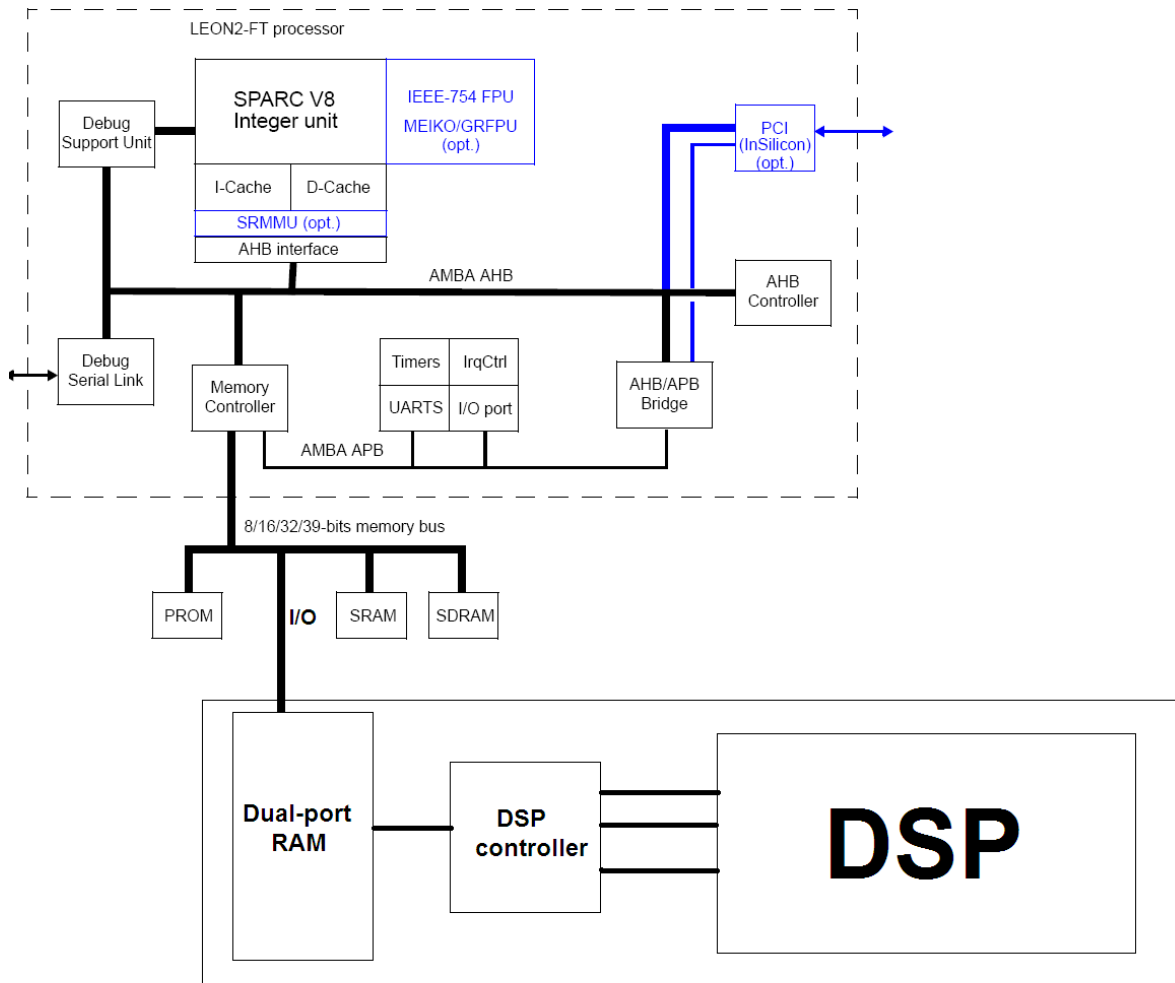 LEON2-FT processor
SPARC V8
Integer unit
IEEE-754 FPU
MEIKO/GRFPU
(opt.)
Debug
Support Unit
PCI
(InSilicon)
(opt.)
I-Cache
D-Cache
SRMMU (opt.)
AHB interface
AMBA AHB
AHB
Controller
Debug
Serial Link
Memory
Controller
Timers
IrqCtrl
UARTS
I/O port
AHB/APB
Bridge
AMBA APB
8/16/32/39-bits memory bus
PROM
I/O
SRAM
SDRAM
Dual-port
RAM
DSP
controller
DSP